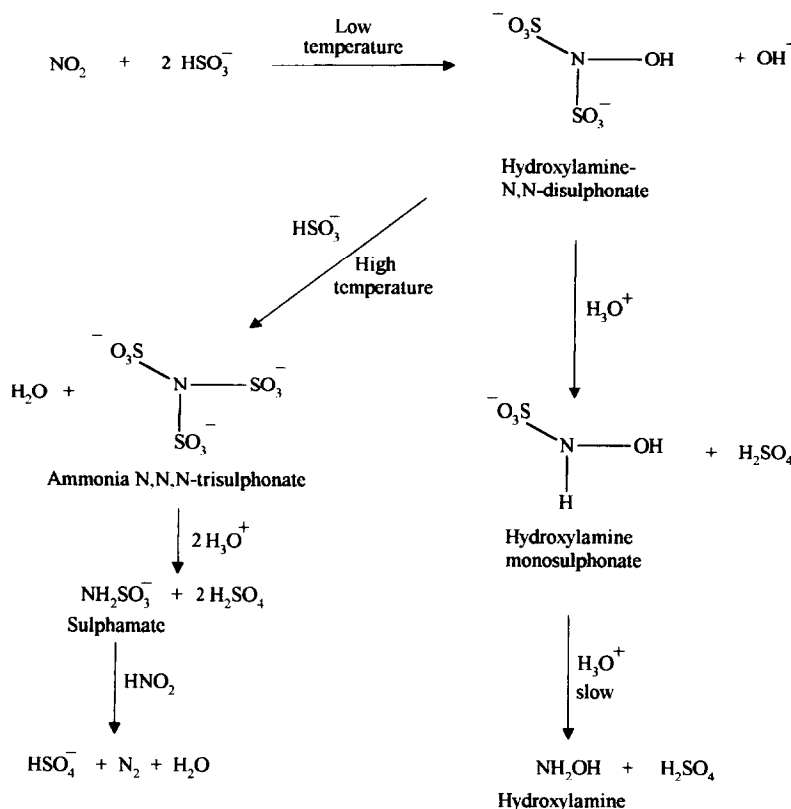 NO₂ + 2 HSO₃⁻ Low temperature ⁻O₃S N OH SO₃⁻ + OH⁻
Hydroxylamine-
N,N-disulphonate
HSO₃⁻
High
temperature
H₃O⁺
H₂O + ⁻O₃S N SO₃⁻ SO₃⁻
Ammonia N,N,N-trisulphonate
⁻O₃S N OH H + H₂SO₄
Hydroxylamine
monosulphonate
2 H₃O⁺
NH₂SO₃⁻ + 2 H₂SO₄
Sulphamate
HNO₂
H₃O⁺
slow
HSO₄⁻ + N₂ + H₂O
NH₂OH + H₂SO₄
Hydroxylamine